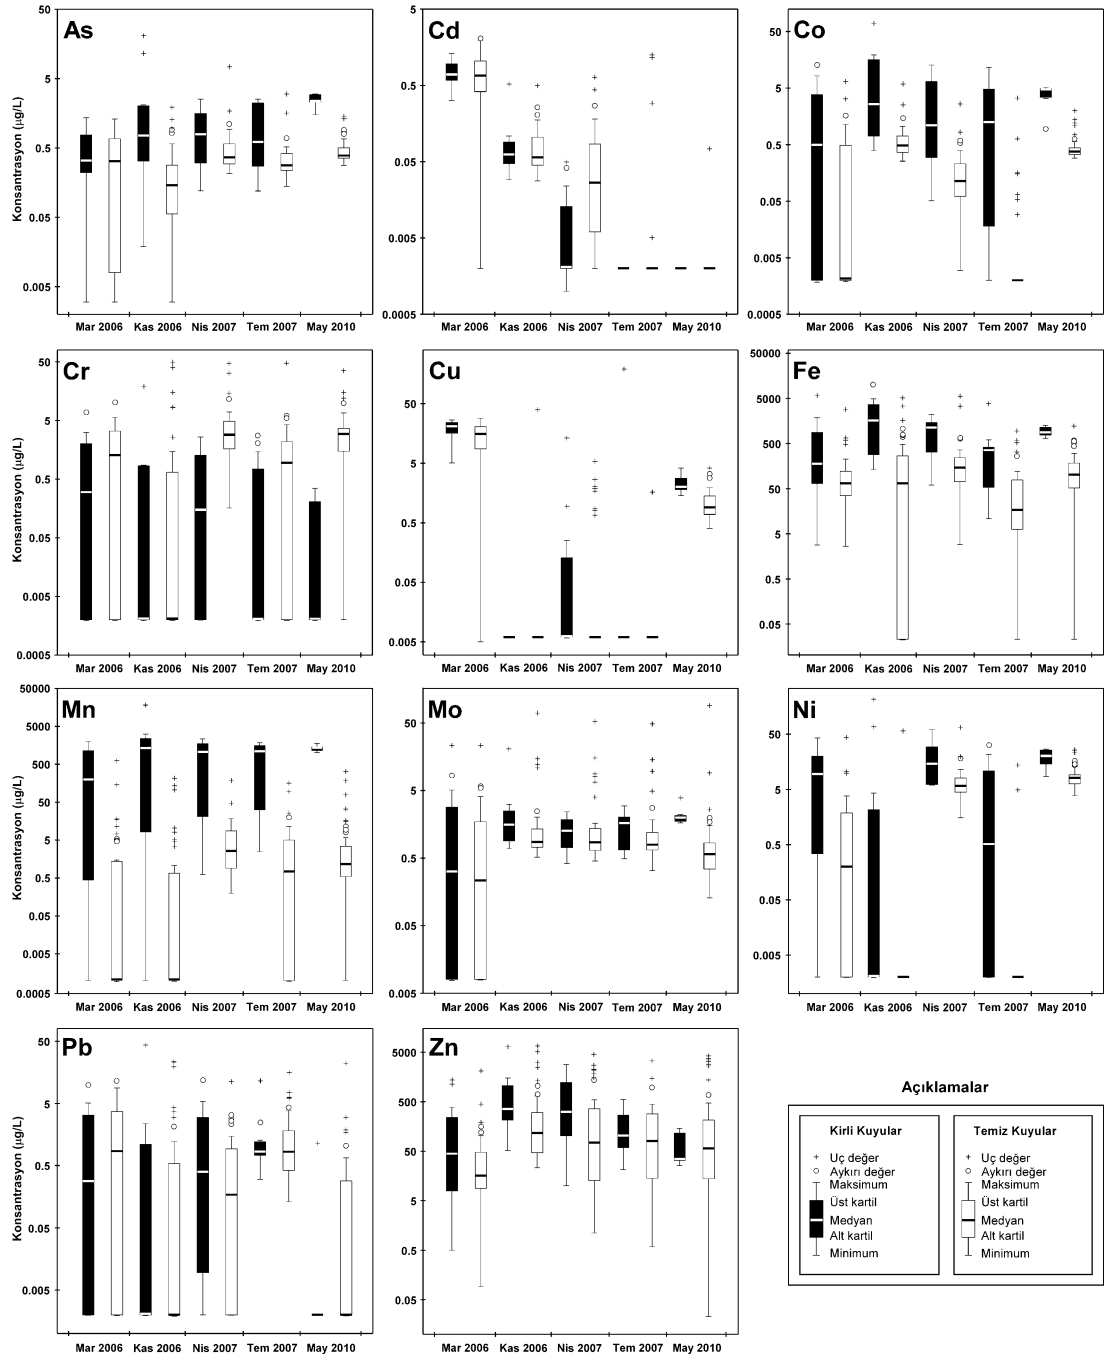 As
Konsantrasyon (µg/L)
50
5
0.5
0.05
0.005
Mar 2006 Kas 2006 Nis 2007 Tem 2007 May 2010
Cd
5
0.5
0.05
0.005
0.0005
Mar 2006 Kas 2006 Nis 2007 Tem 2007 May 2010
Co
50
5
0.5
0.05
0.005
0.0005
Mar 2006 Kas 2006 Nis 2007 Tem 2007 May 2010
Cr
Konsantrasyon (µg/L)
50
5
0.5
0.05
0.005
0.0005
Mar 2006 Kas 2006 Nis 2007 Tem 2007 May 2010
Cu
50
5
0.5
0.05
0.005
Mar 2006 Kas 2006 Nis 2007 Tem 2007 May 2010
Fe
50000
5000
500
50
5
0.5
0.05
Mar 2006 Kas 2006 Nis 2007 Tem 2007 May 2010
Mn
Konsantrasyon (µg/L)
50000
5000
500
50
5
0.5
0.05
0.005
0.0005
Mar 2006 Kas 2006 Nis 2007 Tem 2007 May 2010
Mo
50
5
0.5
0.05
0.005
Mar 2006 Kas 2006 Nis 2007 Tem 2007 May 2010
Ni
50
5
0.5
0.05
0.005
Mar 2006 Kas 2006 Nis 2007 Tem 2007 May 2010
Pb
Konsantrasyon (µg/L)
50
5
0.5
0.05
0.005
Mar 2006 Kas 2006 Nis 2007 Tem 2007 May 2010
Zn
5000
500
50
5
0.5
0.05
Mar 2006 Kas 2006 Nis 2007 Tem 2007 May 2010
Açıklamalar
Kirli Kuyular
Uç değer
Aykırı değer
Maksimum
Üst kartil
Medyan
Alt kartil
Minimum
Temiz Kuyular
Uç değer
Aykırı değer
Maksimum
Üst kartil
Medyan
Alt kartil
Minimum